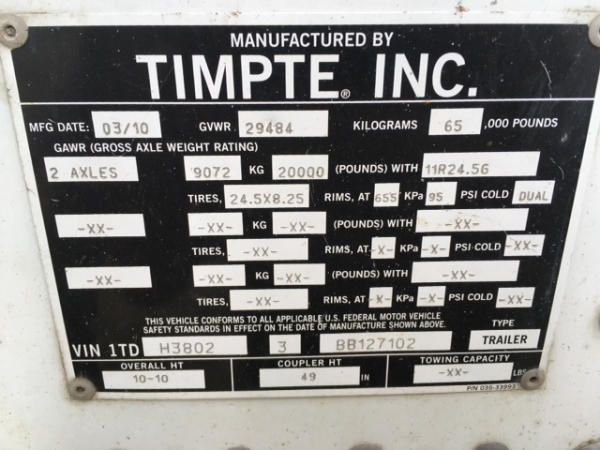 MANUFACTURED BY
TIMPTE® INC.
MFG DATE: 03/10 GVWR 29484 KILOGRAMS 65 ,000 POUNDS
GAWR (GROSS AXLE WEIGHT RATING)
2 AXLES 9072 KG 20000 (POUNDS) WITH 11R24.5G
TIRES, 24.5X8.25 RIMS, AT 655 KPa 95 PSI COLD DUAL
-XX- -XX- KG -XX- (POUNDS) WITH -XX-
TIRES, -XX- RIMS, AT -X- KPa -X- PSI COLD -XX-
-XX- -XX- KG -XX- (POUNDS) WITH -XX-
TIRES, -XX- RIMS, AT -X- KPa -X- PSI COLD -X-
THIS VEHICLE CONFORMS TO ALL APPLICABLE U.S. FEDERAL MOTOR VEHICLE
SAFETY STANDARDS IN EFFECT ON THE DATE OF MANUFACTURE SHOWN ABOVE.
TYPE
VIN 1TD H3802 3 BB127102 TRAILER
OVERALL HT COUPLER HT TOWING CAPACITY
10-10 49 IN -XX- LBS
P/N 035-33993